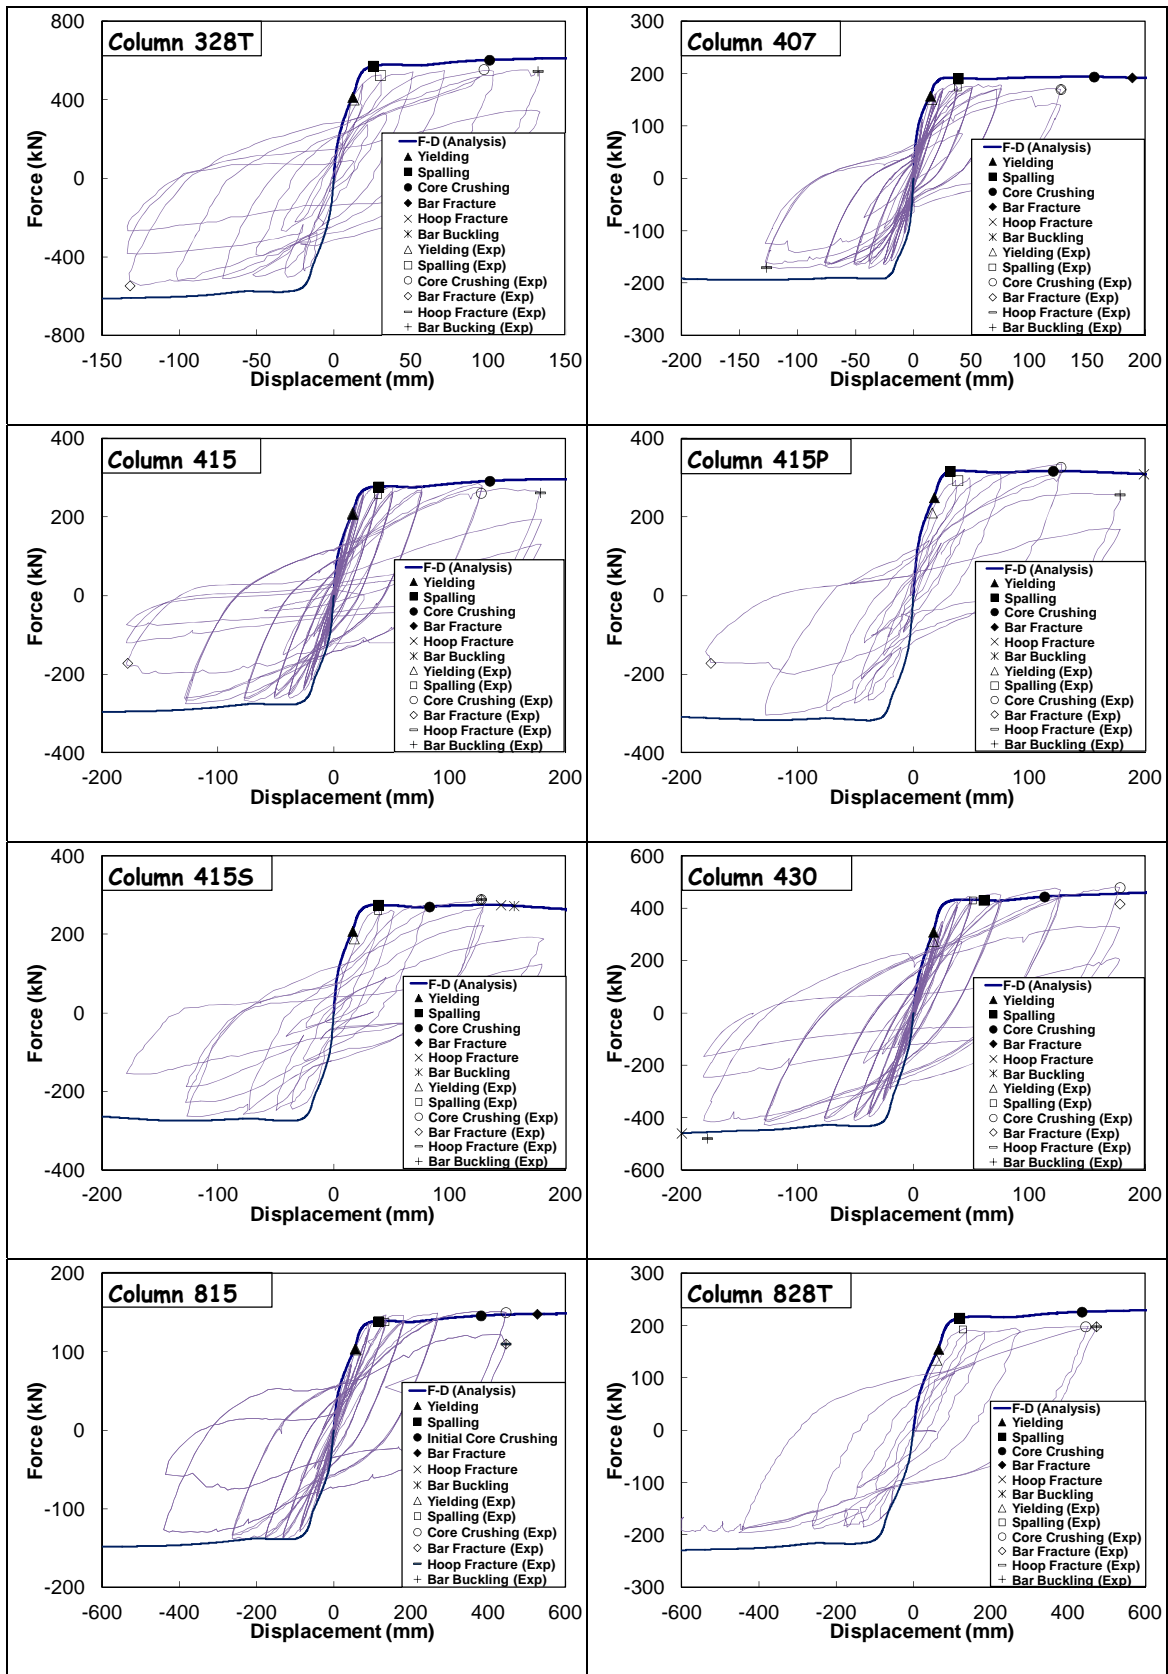 Column 328T
800
400
0
-400
-800
Force (kN)
F-D (Analysis)
Yielding
Spalling
Core Crushing
Bar Fracture
Hoop Fracture
Bar Buckling
Yielding (Exp)
Spalling (Exp)
Core Crushing (Exp)
Bar Fracture (Exp)
Hoop Fracture (Exp)
Bar Buckling (Exp)
-150 -100 -50 0 50 100 150
Displacement (mm)
Column 407
300
200
100
0
-100
-200
-300
Force (kN)
F-D (Analysis)
Yielding
Spalling
Core Crushing
Bar Fracture
Hoop Fracture
Bar Buckling
Yielding (Exp)
Spalling (Exp)
Core Crushing (Exp)
Bar Fracture (Exp)
Hoop Fracture (Exp)
Bar Bucking (Exp)
-200 -150 -100 -50 0 50 100 150 200
Displacement (mm)
Column 415
400
200
0
-200
-400
Force (kN)
F-D (Analysis)
Yielding
Spalling
Core Crushing
Bar Fracture
Hoop Fracture
Bar Buckling
Yielding (Exp)
Spalling (Exp)
Core Crushing (Exp)
Bar Fracture (Exp)
Hoop Fracture (Exp)
Bar Buckling (Exp)
-200 -100 0 100 200
Displacement (mm)
Column 415P
400
200
0
-200
-400
Force (kN)
F-D (Analysis)
Yielding
Spalling
Core Crushing
Bar Fracture
Hoop Fracture
Bar Buckling
Yielding (Exp)
Spalling (Exp)
Core Crushing (Exp)
Bar Fracture (Exp)
Hoop Fracture (Exp)
Bar Buckling (Exp)
-200 -100 0 100 200
Displacement (mm)
Column 415S
400
200
0
-200
-400
Force (kN)
F-D (Analysis)
Yielding
Spalling
Core Crushing
Bar Fracture
Hoop Fracture
Bar Buckling
Yielding (Exp)
Spalling (Exp)
Core Crushing (Exp)
Bar Fracture (Exp)
Hoop Fracture (Exp)
Bar Buckling (Exp)
-200 -100 0 100 200
Displacement (mm)
Column 430
600
400
200
0
-200
-400
-600
Force (kN)
F-D (Analysis)
Yielding
Spalling
Core Crushing
Bar Fracture
Hoop Fracture
Bar Buckling
Yielding (Exp)
Spalling (Exp)
Core Crushing (Exp)
Bar Fracture (Exp)
Hoop Fracture (Exp)
Bar Buckling (Exp)
-200 -100 0 100 200
Displacement (mm)
Column 815
200
100
0
-100
-200
Force (kN)
F-D (Analysis)
Yielding
Spalling
Initial Core Crushing
Bar Fracture
Hoop Fracture
Bar Buckling
Yielding (Exp)
Spalling (Exp)
Core Crushing (Exp)
Bar Fracture (Exp)
Hoop Fracture (Exp)
Bar Buckling (Exp)
-600 -400 -200 0 200 400 600
Displacement (mm)
Column 828T
300
200
100
0
-100
-200
-300
Force (kN)
F-D (Analysis)
Yielding
Spalling
Core Crushing
Bar Fracture
Hoop Fracture
Bar Buckling
Yielding (Exp)
Spalling (Exp)
Core Crushing (Exp)
Bar Fracture (Exp)
Hoop Fracture (Exp)
Bar Buckling (Exp)
-600 -400 -200 0 200 400 600
Displacement (mm)